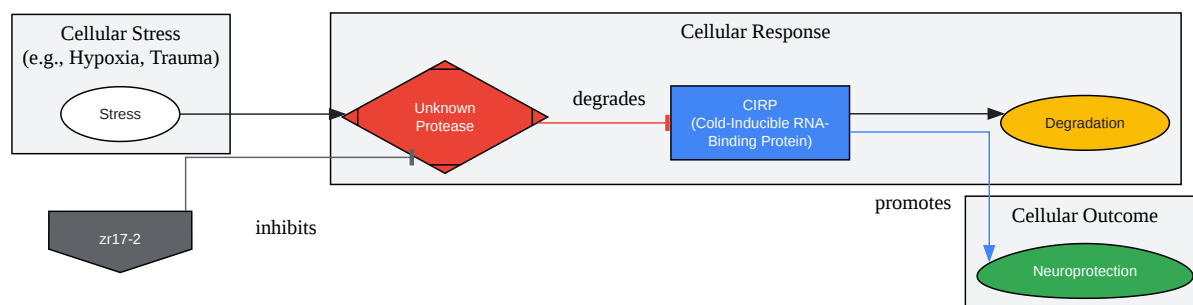 Cellular Stress
(e.g., Hypoxia, Trauma)
Stress
Cellular Response
Unknown
Protease
degrades
CIRP
(Cold-Inducible RNA-
Binding Protein)
Degradation
zr17-2
inhibits
promotes
Cellular Outcome
Neuroprotection